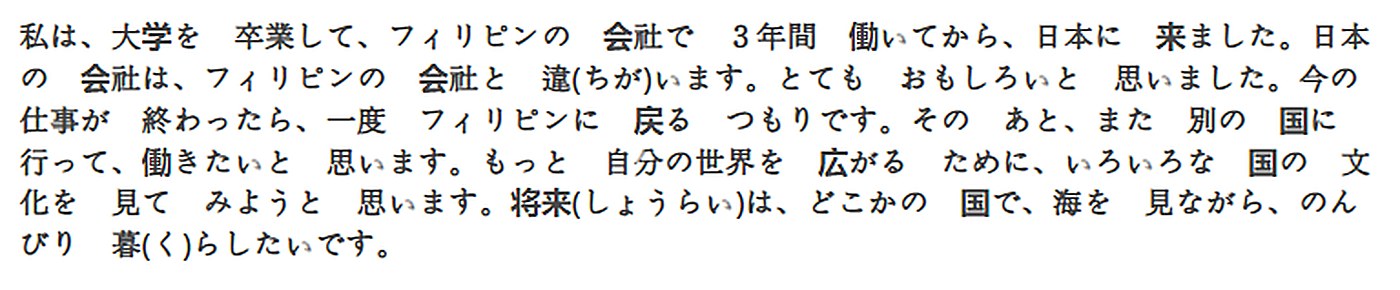 私は、大学を　卒業して、フィリピンの　会社で　３年間　働いてから、日本に　来ました。日本
の　会社は、フィリピンの　会社と　違(ちが)います。とても　おもしろいと　思いました。今の
仕事が　終わったら、一度　フィリピンに　戻る　つもりです。その　あと、また　別の　国に
行って、働きたいと　思います。もっと　自分の世界を　広がる　ために、いろいろな　国の　文
化を　見て　みようと　思います。将来(しょうらい)は、どこかの　国で、海を　見ながら、のん
びり　暮(く)らしたいです。